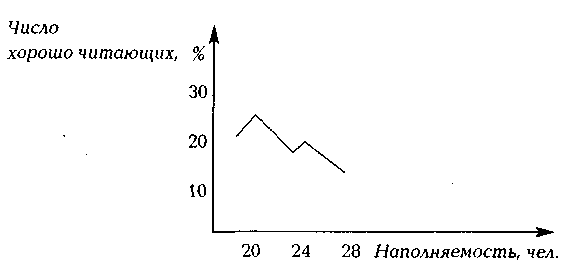 Число
хорошо читающих, %
30
20
10
20 24 28 Наполняемость, чел.